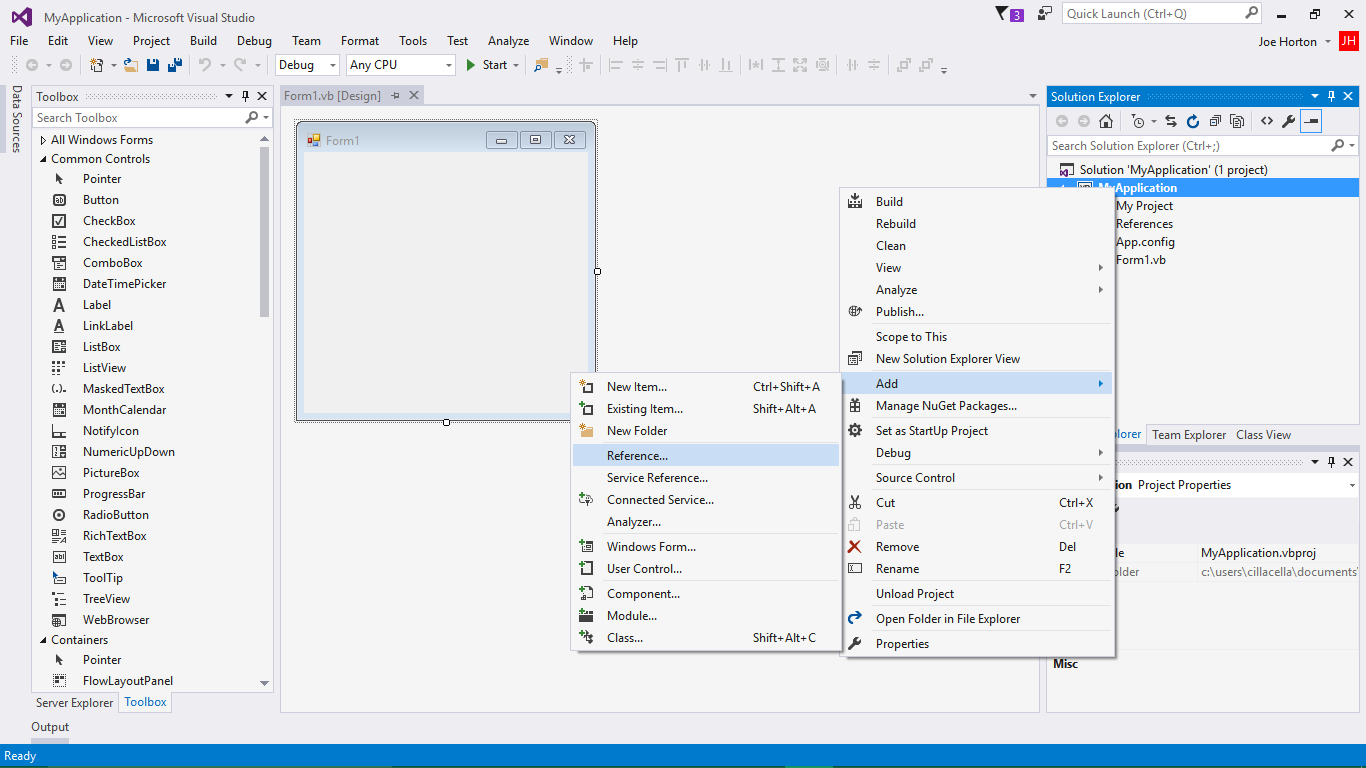 MyApplication - Microsoft Visual Studio
3
Quick Launch (Ctrl+Q)
File Edit View Project Build Debug Team Format Tools Test Analyze Window Help
Joe Horton JH
Debug Any CPU Start
Data Sources
Toolbox
Search Toolbox
All Windows Forms
Common Controls
Pointer
Button
CheckBox
CheckedListBox
ComboBox
DateTimePicker
Label
LinkLabel
ListBox
ListView
MaskedTextBox
MonthCalendar
NotifyIcon
NumericUpDown
PictureBox
ProgressBar
RadioButton
RichTextBox
TextBox
ToolTip
TreeView
WebBrowser
Containers
Pointer
FlowLayoutPanel
Server Explorer Toolbox
Output
Ready
Form1.vb [Design]
Form1
New Item... Ctrl+Shift+A
Existing Item... Shift+Alt+A
New Folder
Reference...
Service Reference...
Connected Service...
Analyzer...
Windows Form...
User Control...
Component...
Module...
Class... Shift+Alt+C
Build
Rebuild
Clean
View
Analyze
Publish...
Scope to This
New Solution Explorer View
Add
Manage NuGet Packages...
Set as StartUp Project
Debug
Source Control
Cut Ctrl+X
Paste Ctrl+V
Remove Del
Rename F2
Unload Project
Open Folder in File Explorer
Properties
Solution Explorer
Search Solution Explorer (Ctrl+;)
Solution 'MyApplication' (1 project)
MyApplication
My Project
References
App.config
Form1.vb
lorer Team Explorer Class View
ion Project Properties
le MyApplication.vbproj
older c:\users\cillacella\documents\
Misc